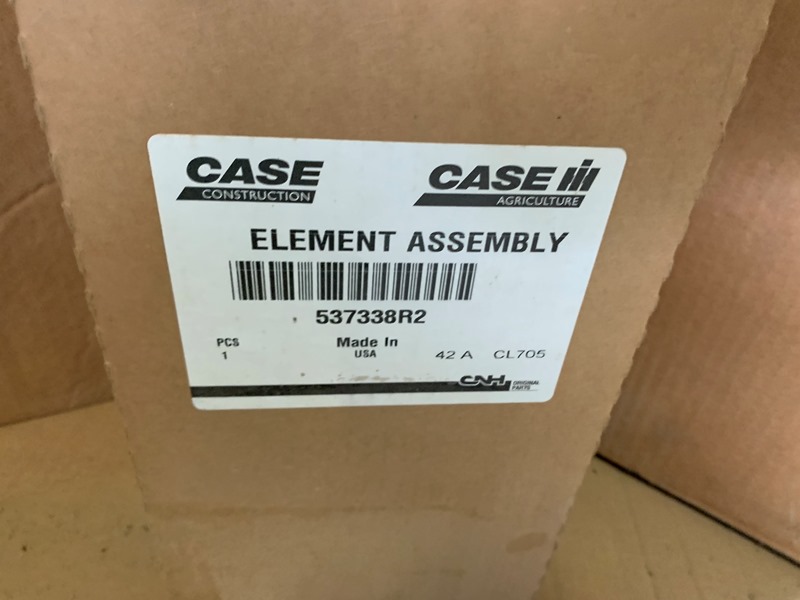 CASE CONSTRUCTION
CASE IH AGRICULTURE
ELEMENT ASSEMBLY
537338R2
PCS
1
Made In
USA
42 A CL705
CNH ORIGINAL PARTS